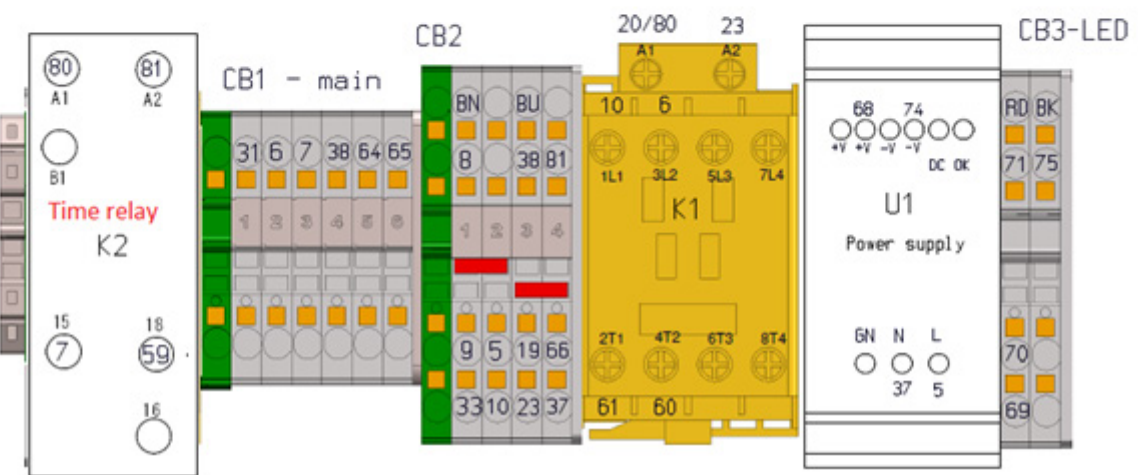 80 81
A1 A2
B1
Time relay
K2
15 18
7 59
16
CB1 - main
31 6 7 38 64 65
1 2 3 4 5 6
CB2
BN BU
8 38 81
1 2 3 4
9 5 19 66
33 10 23 37
20/80 23
A1 A2
10 6
1L1 3L2 5L3 7L4
K1
2T1 4T2 6T3 8T4
61 60
68 74
+V +V -V -V
DC OK
U1
Power supply
GN N L
37 5
CB3-LED
RD BK
71 75
70
69